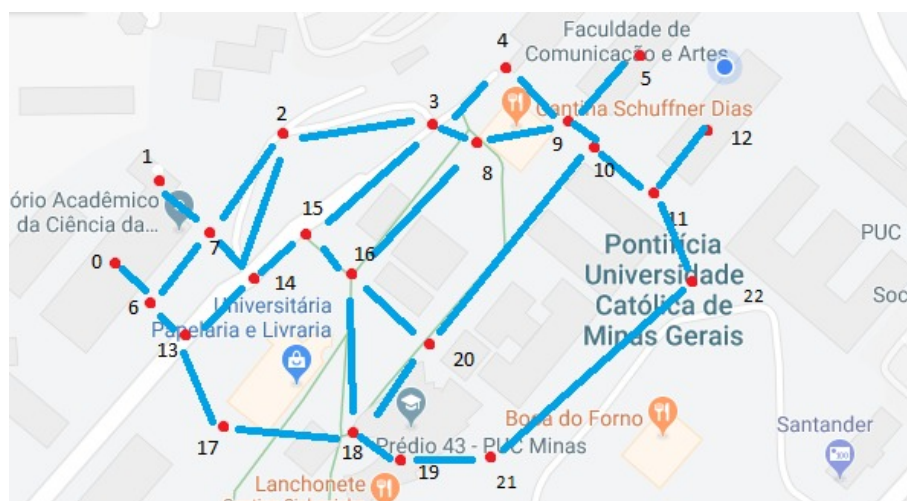 Faculdade de
Comunicação e Artes
4
5
Cantina Schuffner Dias
3
2
12
9
8
10
1
ório Acadêmico
da Ciência da...
15
7
11
16
Pontifícia
Universidade
Católica de
Minas Gerais
PUC
Soc
0
14
22
6
Universitária
Papelaria e Livraria
13
20
Boca do Forno
Santander
17
18
Prédio 43 - PUC Minas
19
21
Lanchonete